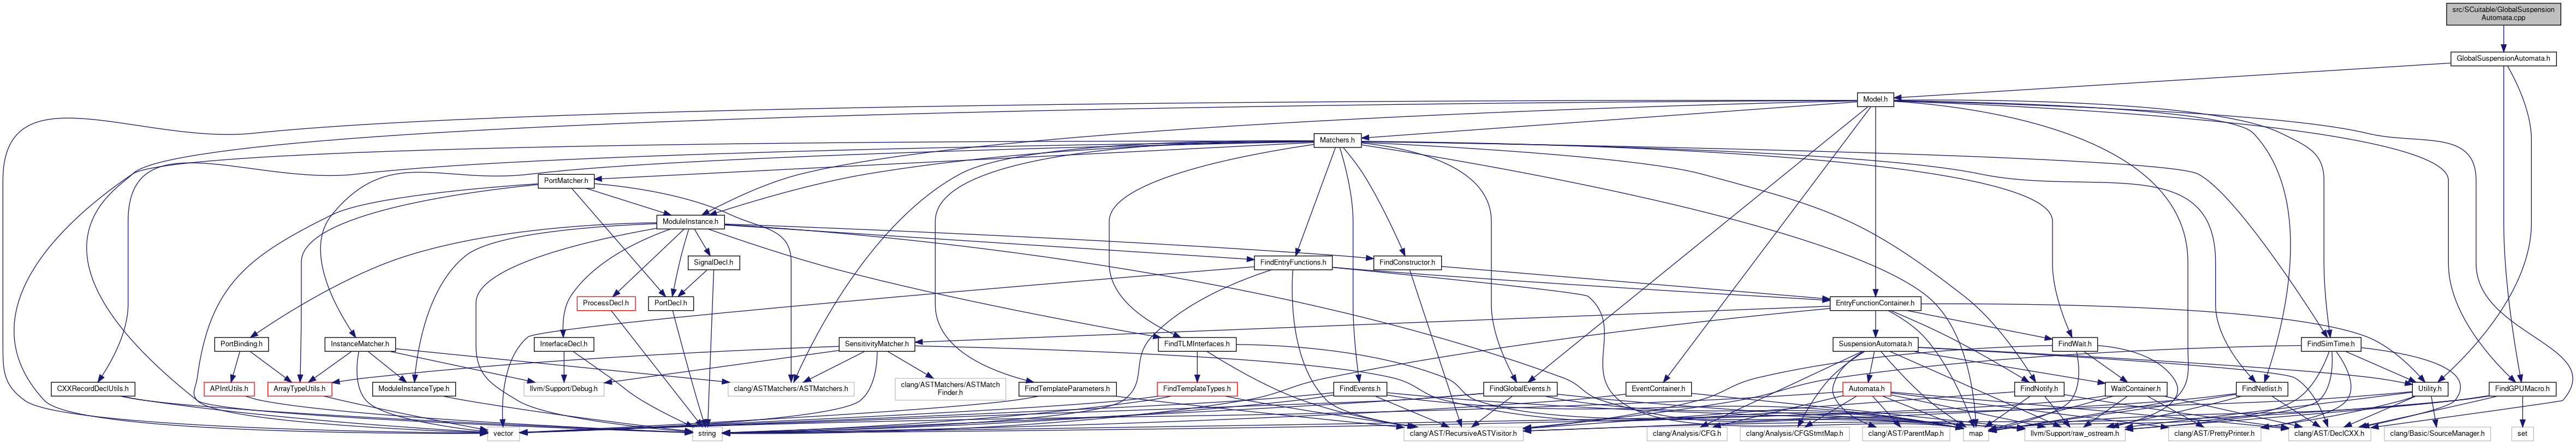 src/SCuitable/GlobalSuspension
Automata.cpp
GlobalSuspensionAutomata.h
Model.h
Matchers.h
PortMatcher.h
ModuleInstance.h
SignalDecl.h
FindEntryFunctions.h
FindConstructor.h
ProcessDecl.h
PortDecl.h
EntryFunctionContainer.h
PortBinding.h
InstanceMatcher.h
InterfaceDecl.h
SensitivityMatcher.h
FindTLMInterfaces.h
SuspensionAutomata.h
FindWait.h
FindSimTime.h
CXXRecordDeclUtils.h
APIntUtils.h
ArrayTypeUtils.h
ModuleInstanceType.h
llvm/Support/Debug.h
clang/ASTMatchers/ASTMatchers.h
clang/ASTMatchers/ASTMatch
Finder.h
FindTemplateParameters.h
FindTemplateTypes.h
FindEvents.h
FindGlobalEvents.h
EventContainer.h
Automata.h
FindNotify.h
WaitContainer.h
FindNetlist.h
Utility.h
FindGPUMacro.h
vector
string
clang/AST/RecursiveASTVisitor.h
clang/Analysis/CFG.h
clang/Analysis/CFGStmtMap.h
clang/AST/ParentMap.h
map
llvm/Support/raw_ostream.h
clang/AST/PrettyPrinter.h
clang/AST/DeclCXX.h
clang/Basic/SourceManager.h
set